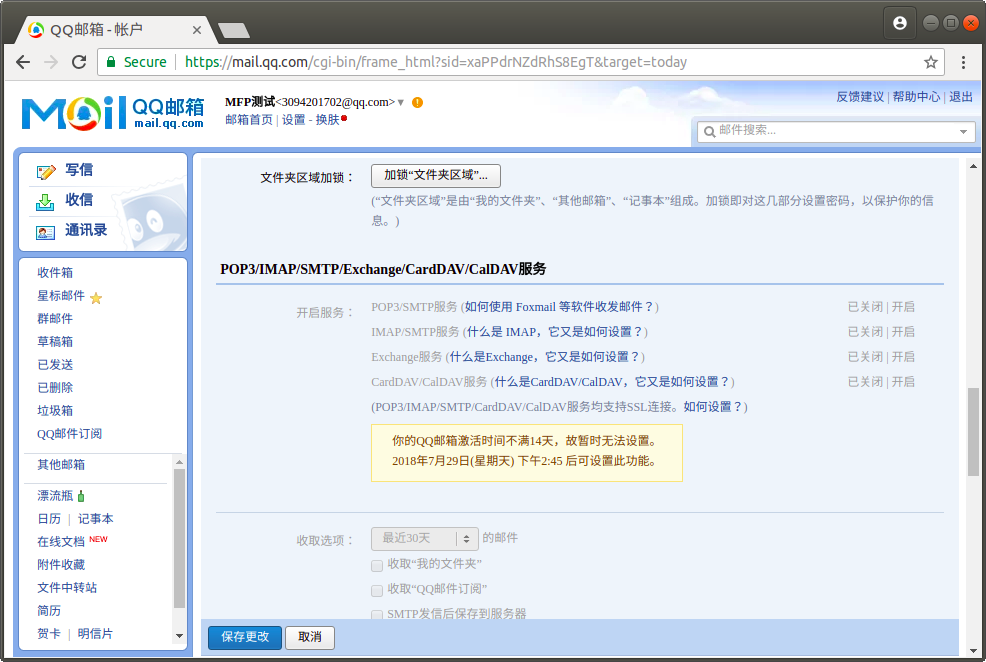 QQ邮箱 - 帐户
Secure https://mail.qq.com/cgi-bin/frame_html?sid=xaPPdrNZdRhS8EgT&target=today
Mail QQ邮箱
mail.qq.com
MFP测试<3094201702@qq.com>
邮箱首页 | 设置 - 换肤
反馈建议 | 帮助中心 | 退出
邮件搜索...
写信
收信
通讯录
收件箱
星标邮件
群邮件
草稿箱
已发送
已删除
垃圾箱
QQ邮件订阅
其他邮箱
漂流瓶
日历 | 记事本
在线文档 NEW
附件收藏
文件中转站
简历
贺卡 | 明信片
文件夹区域加锁： 加锁“文件夹区域”...
(“文件夹区域”是由“我的文件夹”、“其他邮箱”、“记事本”组成。加锁即对这几部分设置密码，以保护你的信
息。)
POP3/IMAP/SMTP/Exchange/CardDAV/CalDAV服务
开启服务： POP3/SMTP服务 (如何使用 Foxmail 等软件收发邮件？) 已关闭 | 开启
IMAP/SMTP服务 (什么是 IMAP，它又是如何设置？) 已关闭 | 开启
Exchange服务 (什么是Exchange，它又是如何设置？) 已关闭 | 开启
CardDAV/CalDAV服务 (什么是CardDAV/CalDAV，它又是如何设置？) 已关闭 | 开启
(POP3/IMAP/SMTP/CardDAV/CalDAV服务均支持SSL连接。如何设置？)
你的QQ邮箱激活时间不满14天，故暂时无法设置。
2018年7月29日(星期天) 下午2:45 后可设置此功能。
收取选项： 最近30天 的邮件
收取“我的文件夹”
收取“QQ邮件订阅”
SMTP发信后保存到服务器
保存更改 取消